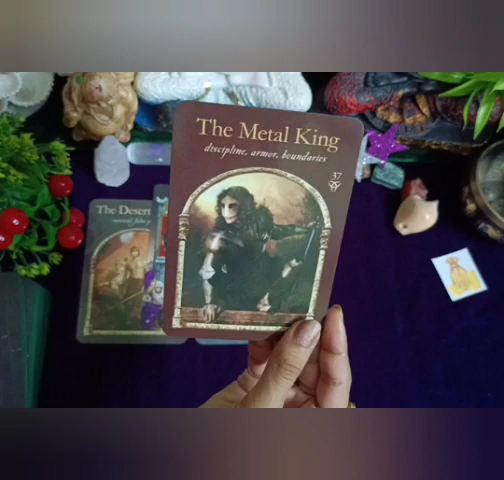 The Metal King
discipline, armor, boundaries
37
The Desert